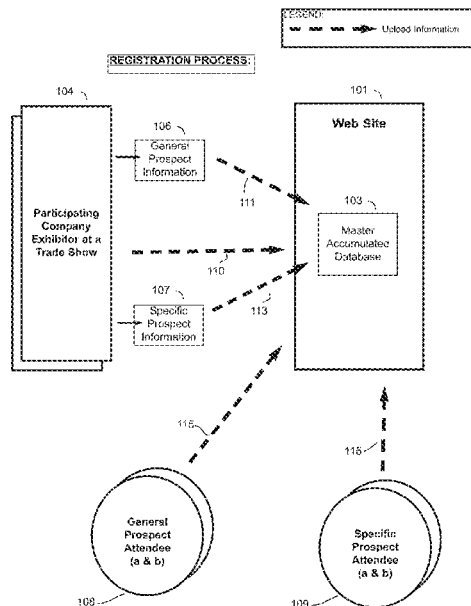 LEGEND:
Upload Information
REGISTRATION PROCESS:
104
101
106
Web Site
General
Prospect
Information
111
103
Master
Accumulated
Database
Participating
Company
Exhibitor at a
Trade Show
110
107
113
Specific
Prospect
Information
115
115
General
Prospect
Attendee
(a & b)
Specific
Prospect
Attendee
(a & b)
108
109